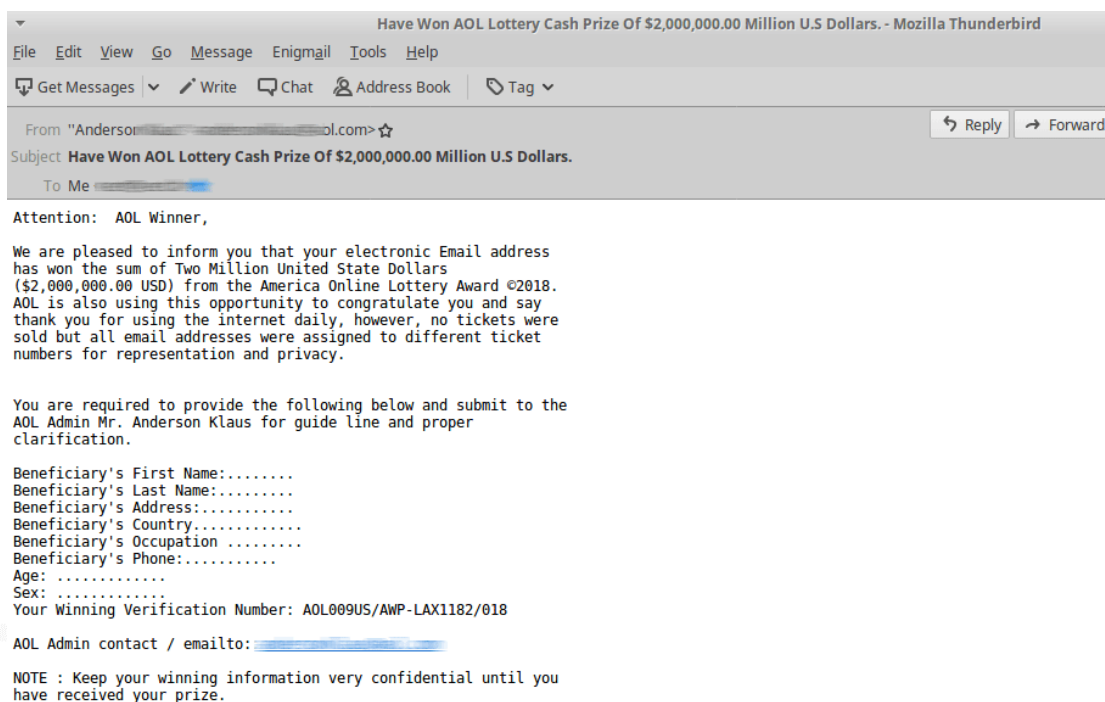 Have Won AOL Lottery Cash Prize Of $2,000,000.00 Million U.S Dollars. - Mozilla Thunderbird
File Edit View Go Message Enigmail Tools Help
Get Messages Write Chat Address Book Tag
From "Anderson ol.com> Reply Forward
Subject Have Won AOL Lottery Cash Prize Of $2,000,000.00 Million U.S Dollars.
To Me
Attention:  AOL Winner,
We are pleased to inform you that your electronic Email address
has won the sum of Two Million United State Dollars
($2,000,000.00 USD) from the America Online Lottery Award ©2018.
AOL is also using this opportunity to congratulate you and say
thank you for using the internet daily, however, no tickets were
sold but all email addresses were assigned to different ticket
numbers for representation and privacy.
You are required to provide the following below and submit to the
AOL Admin Mr. Anderson Klaus for guide line and proper
clarification.
Beneficiary's First Name:........
Beneficiary's Last Name:.........
Beneficiary's Address:...........
Beneficiary's Country.............
Beneficiary's Occupation .........
Beneficiary's Phone:...........
Age: .............
Sex: .............
Your Winning Verification Number: AOL009US/AWP-LAX1182/018
AOL Admin contact / emailto:
NOTE : Keep your winning information very confidential until you
have received your prize.